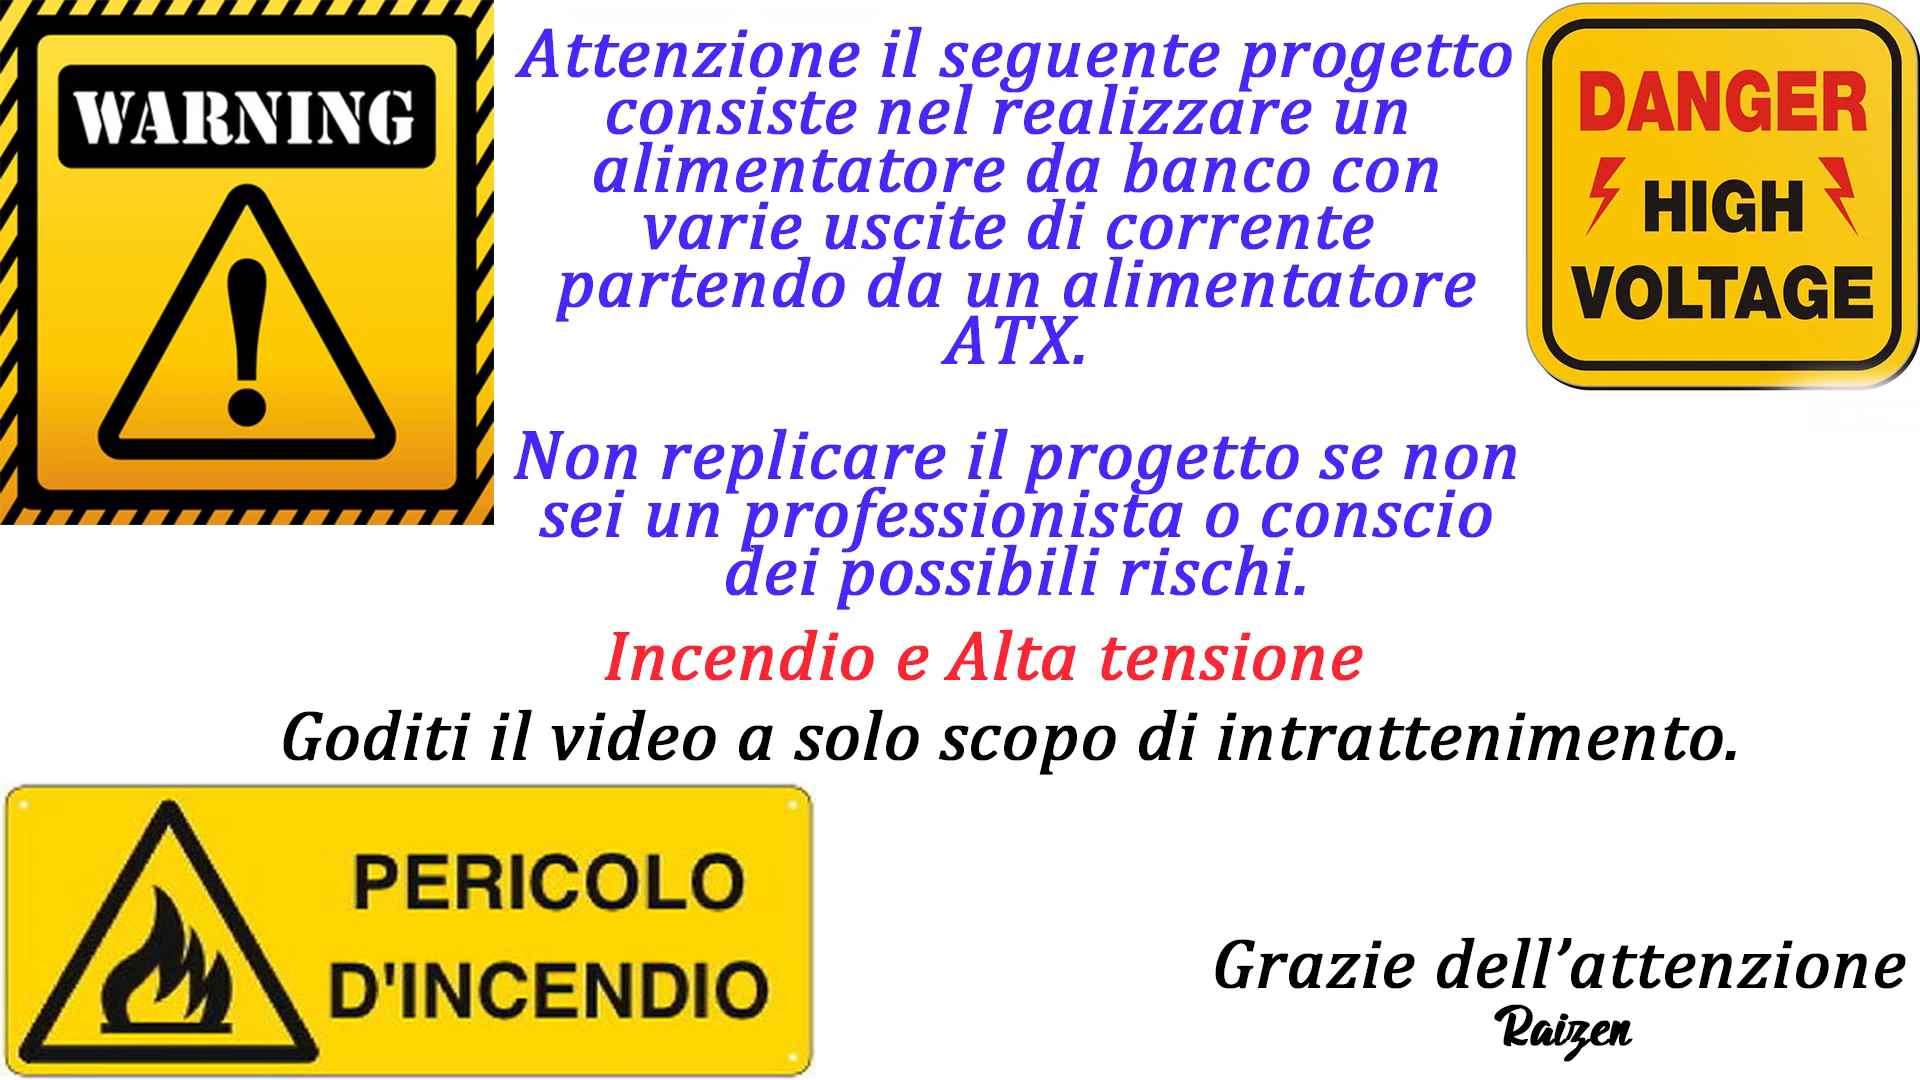 WARNING
Attenzione il seguente progetto
consiste nel realizzare un
alimentatore da banco con
varie uscite di corrente
partendo da un alimentatore
ATX.
DANGER
HIGH
VOLTAGE
Non replicare il progetto se non
sei un professionista o conscio
dei possibili rischi.
Incendio e Alta tensione
Goditi il video a solo scopo di intrattenimento.
PERICOLO
D'INCENDIO
Grazie dell’attenzione
Raizen